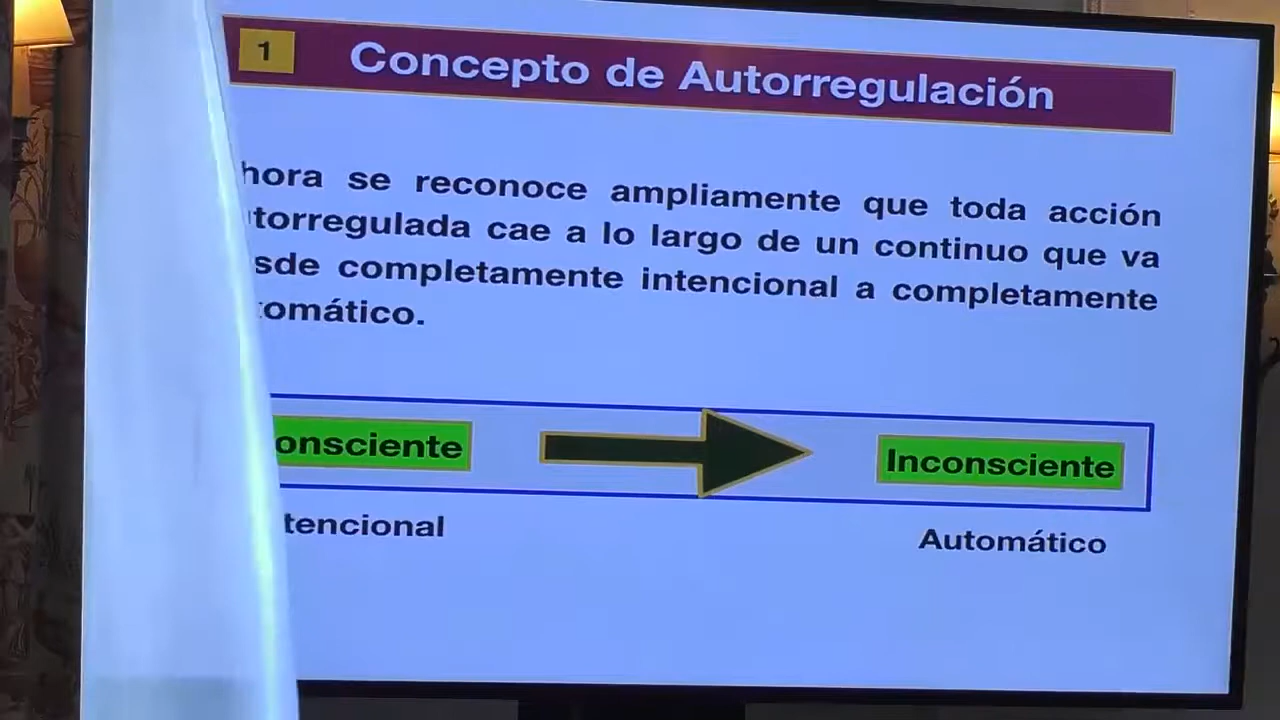 1
Concepto de Autorregulación
hora se reconoce ampliamente que toda acción
torregulada cae a lo largo de un continuo que va
sde completamente intencional a completamente
omático.
onsciente
Inconsciente
tencional
Automático